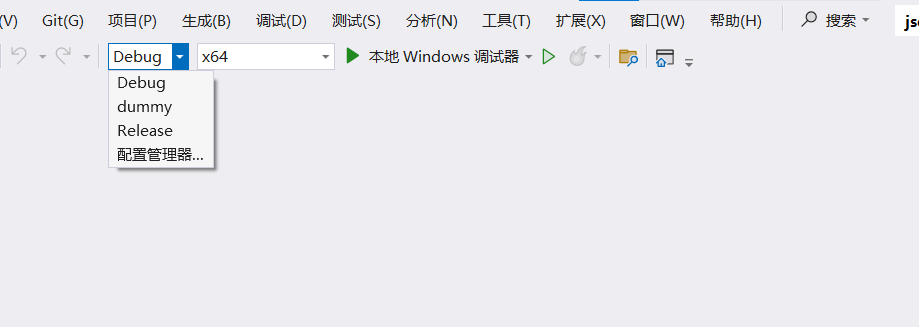 (V) Git(G) 项目(P) 生成(B) 调试(D) 测试(S) 分析(N) 工具(T) 扩展(X) 窗口(W) 帮助(H) 搜索
Debug x64 本地 Windows 调试器
Debug
dummy
Release
配置管理器...